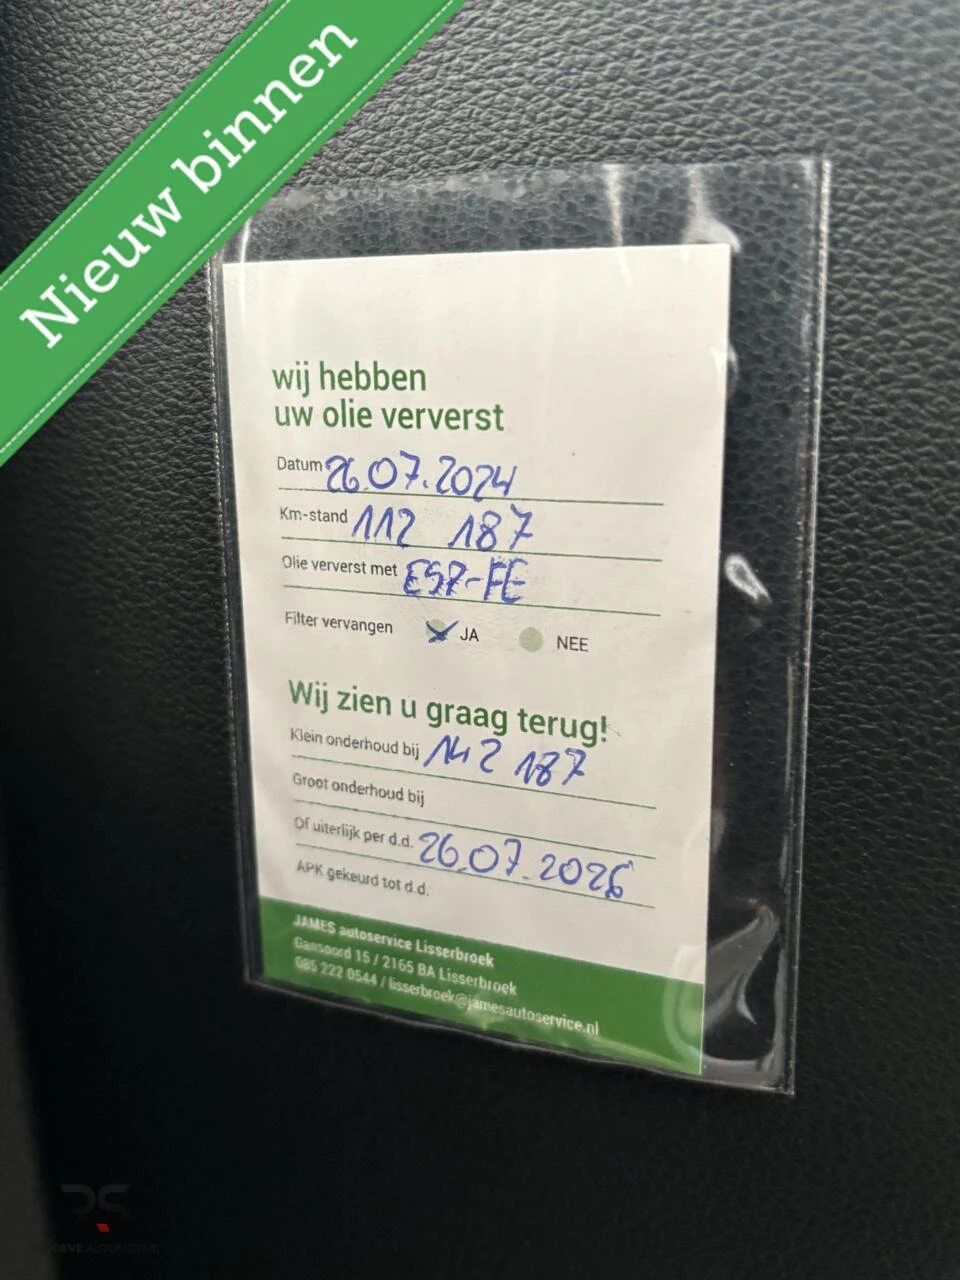 Nieuw binnen
wij hebben
uw olie ververst
Datum 26.07.2024
Km-stand 112 187
Olie ververst met ESP-FE
Filter vervangen JA NEE
Wij zien u graag terug!
Klein onderhoud bij 142 187
Groot onderhoud bij
Of uiterlijk per d.d. 26.07.2026
APK gekeurd tot d.d.
JAMES autoservice Lisserbroek
Gansoord 15 / 2165 BA Lisserbroek
085 222 0544 / lisserbroek@jamesautoservice.nl
RS
AUTOMOTIVE